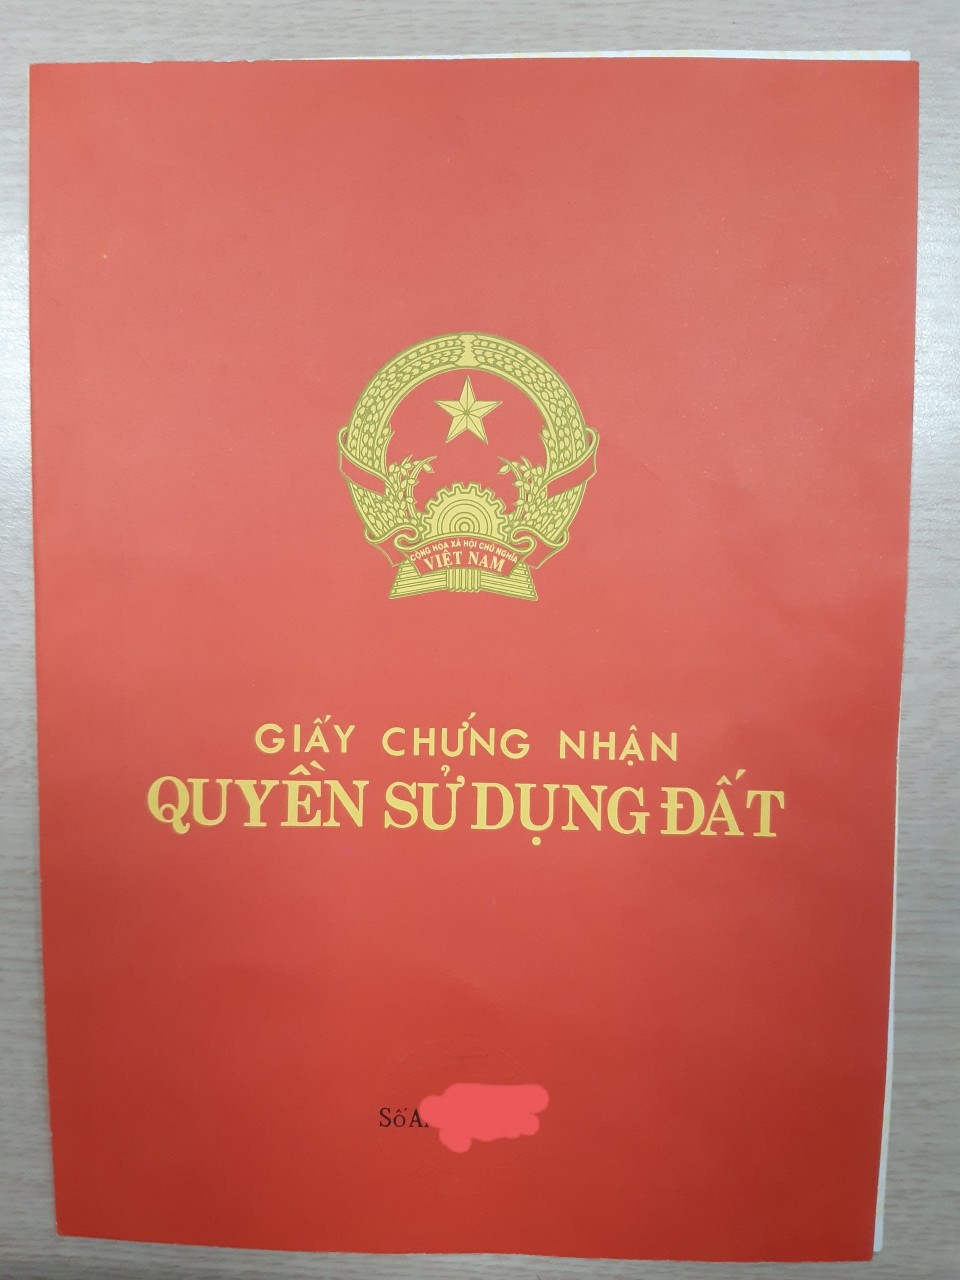 CỘNG HÒA XÃ HỘI CHỦ NGHĨA
VIỆT NAM
GIẤY CHỨNG NHẬN
QUYỀN SỬ DỤNG ĐẤT
Số